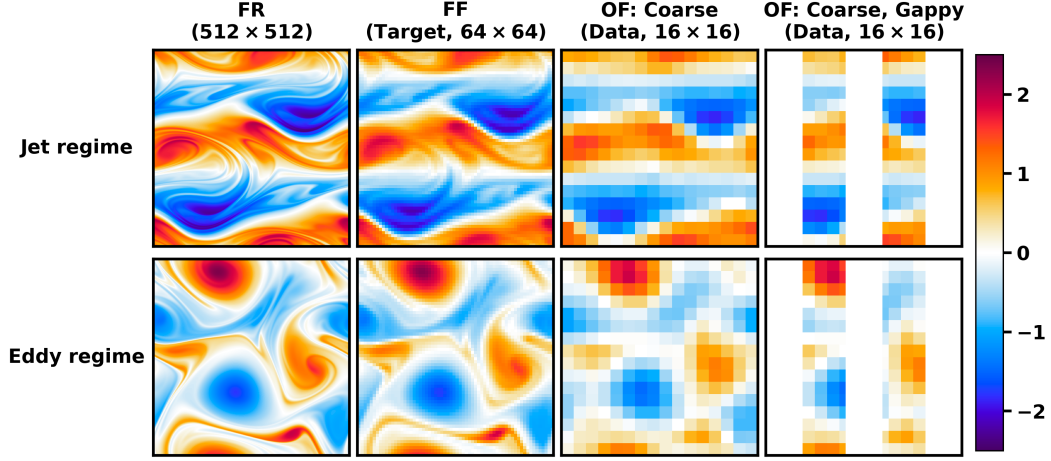 FR
(512 × 512)
FF
(Target, 64 × 64)
OF: Coarse
(Data, 16 × 16)
OF: Coarse, Gappy
(Data, 16 × 16)
Jet regime
Eddy regime
2
1
0
−1
−2